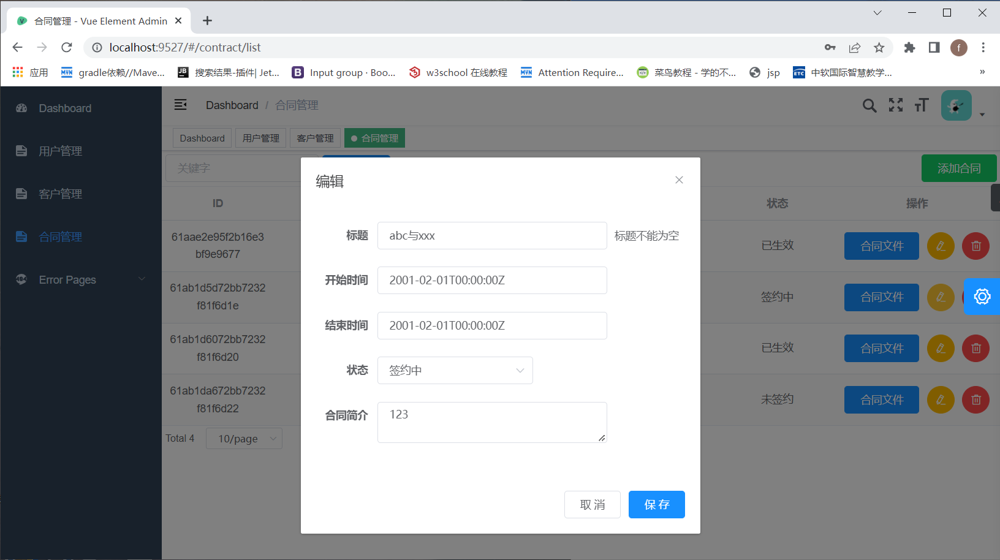 合同管理 - Vue Element Admin
localhost:9527/#/contract/list
f
应用
gradle依赖//Mave...
搜索结果-插件| Jet...
Input group · Boo...
w3school 在线教程
Attention Require...
菜鸟教程 - 学的不...
jsp
中软国际智慧教学...
»
Dashboard
用户管理
客户管理
合同管理
Error Pages
Dashboard / 合同管理
Dashboard
用户管理
客户管理
合同管理
关键字
添加合同
ID
状态
操作
61aae2e95f2b16e3
bf9e9677
已生效
合同文件
61ab1d5d72bb7232
f81f6d1e
签约中
合同文件
61ab1d6072bb7232
f81f6d20
已生效
合同文件
61ab1da672bb7232
f81f6d22
未签约
合同文件
Total 4
10/page
编辑
标题
abc与xxx
标题不能为空
开始时间
2001-02-01T00:00:00Z
结束时间
2001-02-01T00:00:00Z
状态
签约中
合同简介
123
取 消
保 存